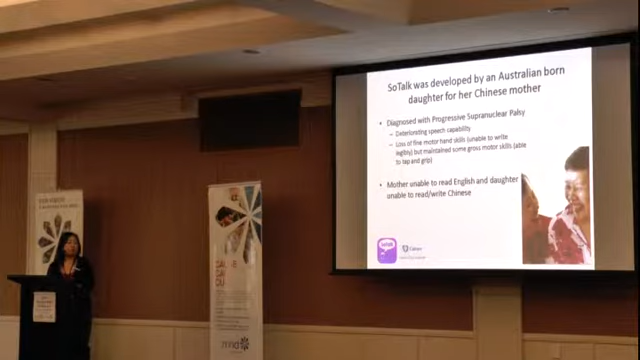 SoTalk was developed by an Australian born
daughter for her Chinese mother
• Diagnosed with Progressive Supranuclear Palsy
– Deteriorating speech capability
– Loss of fine motor hand skills (unable to write
legibly) but maintained some gross motor skills (able
to tap and grip)
• Mother unable to read English and daughter
unable to read/write Chinese
mnd